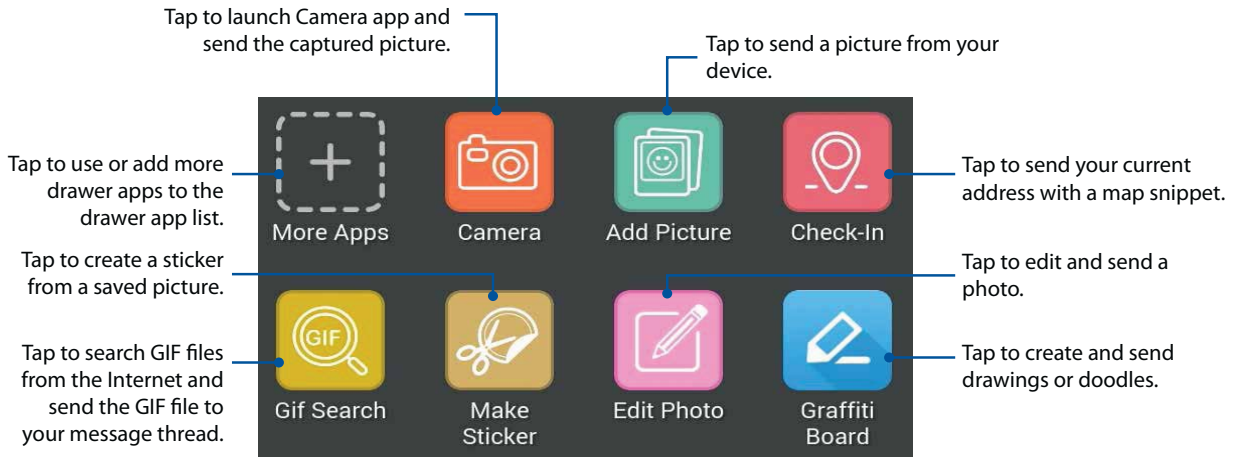 Tap to launch Camera app and
send the captured picture.
Tap to send a picture from your
device.
Tap to use or add more
drawer apps to the
drawer app list.
Tap to send your current
address with a map snippet.
More Apps
Camera
Add Picture
Check-In
Tap to create a sticker
from a saved picture.
Tap to edit and send a
photo.
GIF
Tap to search GIF files
from the Internet and
send the GIF file to
your message thread.
Tap to create and send
drawings or doodles.
Gif Search
Make
Sticker
Edit Photo
Graffiti
Board